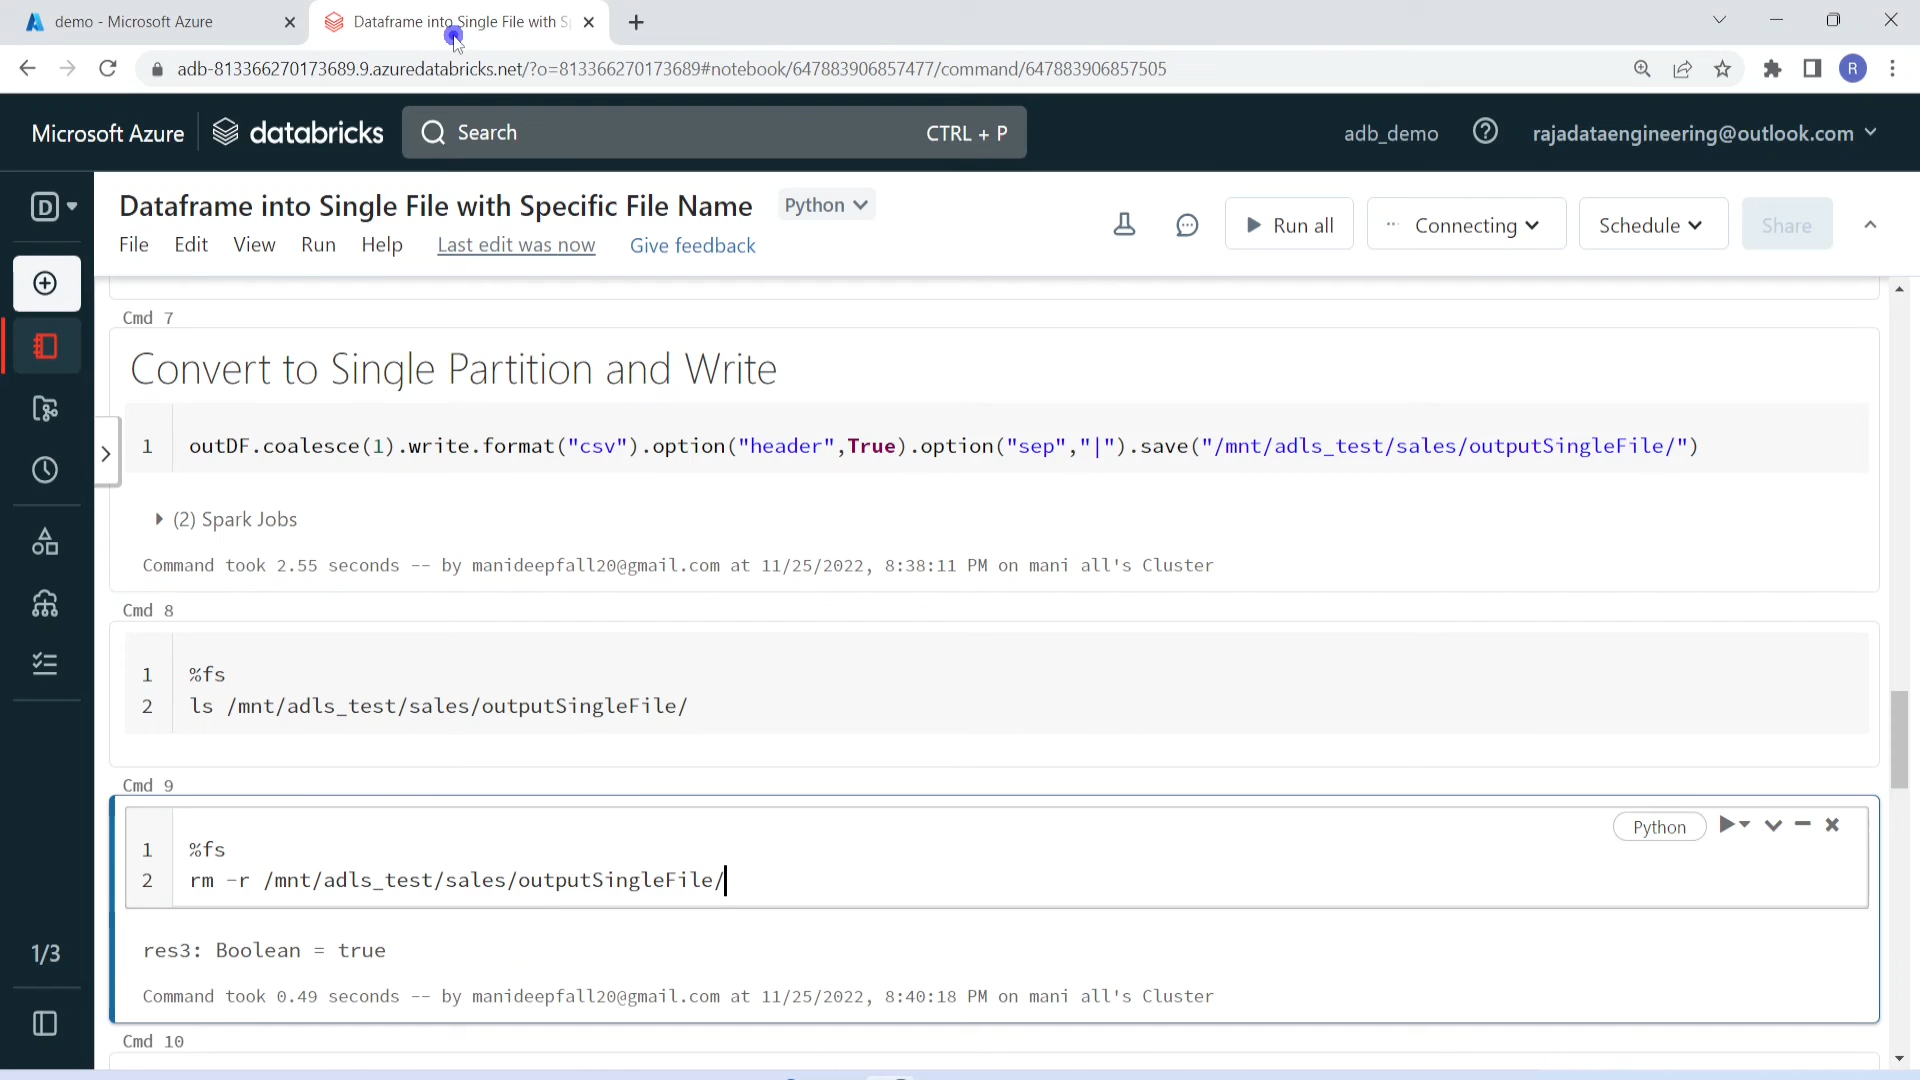 demo - Microsoft Azure
Dataframe into Single File with S
adb-813366270173689.9.azuredatabricks.net/?o=813366270173689#notebook/647883906857477/command/647883906857505
R
Microsoft Azure
databricks
Search
CTRL + P
adb_demo
rajadataengineering@outlook.com
D
Dataframe into Single File with Specific File Name
Python
File Edit View Run Help Last edit was now Give feedback
Run all
Connecting
Schedule
Share
Cmd 7
Convert to Single Partition and Write
1 outDF.coalesce(1).write.format("csv").option("header",True).option("sep","|").save("/mnt/adls_test/sales/outputSingleFile/")
(2) Spark Jobs
Command took 2.55 seconds -- by manideepfall20@gmail.com at 11/25/2022, 8:38:11 PM on mani all's Cluster
Cmd 8
1 %fs
2 ls /mnt/adls_test/sales/outputSingleFile/
Cmd 9
Python
1 %fs
2 rm -r /mnt/adls_test/sales/outputSingleFile/
res3: Boolean = true
Command took 0.49 seconds -- by manideepfall20@gmail.com at 11/25/2022, 8:40:18 PM on mani all's Cluster
1/3
Cmd 10